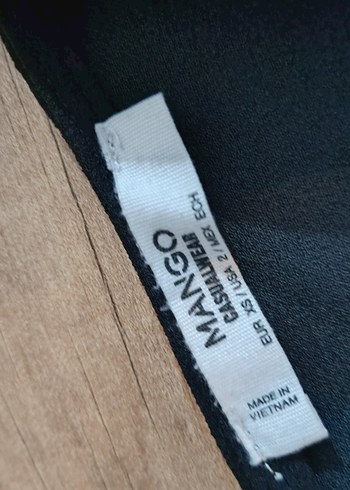 MANGO
CASUALWEAR
EUR XS / USA 2 / MEX ECH
MADE IN
VIETNAM